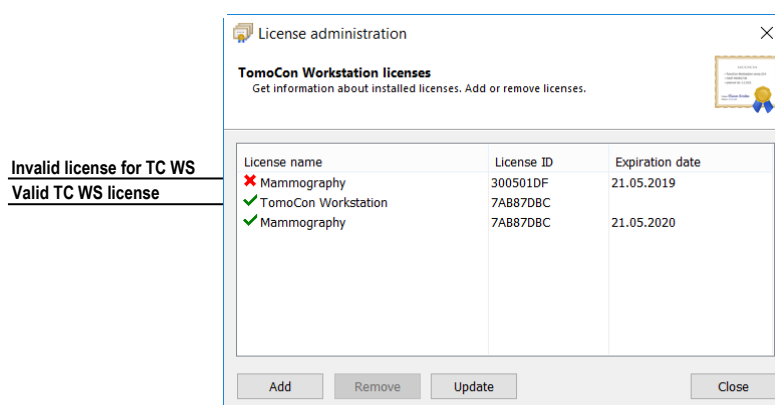 License administration
TomoCon Workstation licenses
Get information about installed licenses. Add or remove licenses.
Invalid license for TC WS
Valid TC WS license
License name License ID Expiration date
Mammography 300501DF 21.05.2019
TomoCon Workstation 7AB87DBC
Mammography 7AB87DBC 21.05.2020
Add Remove Update Close